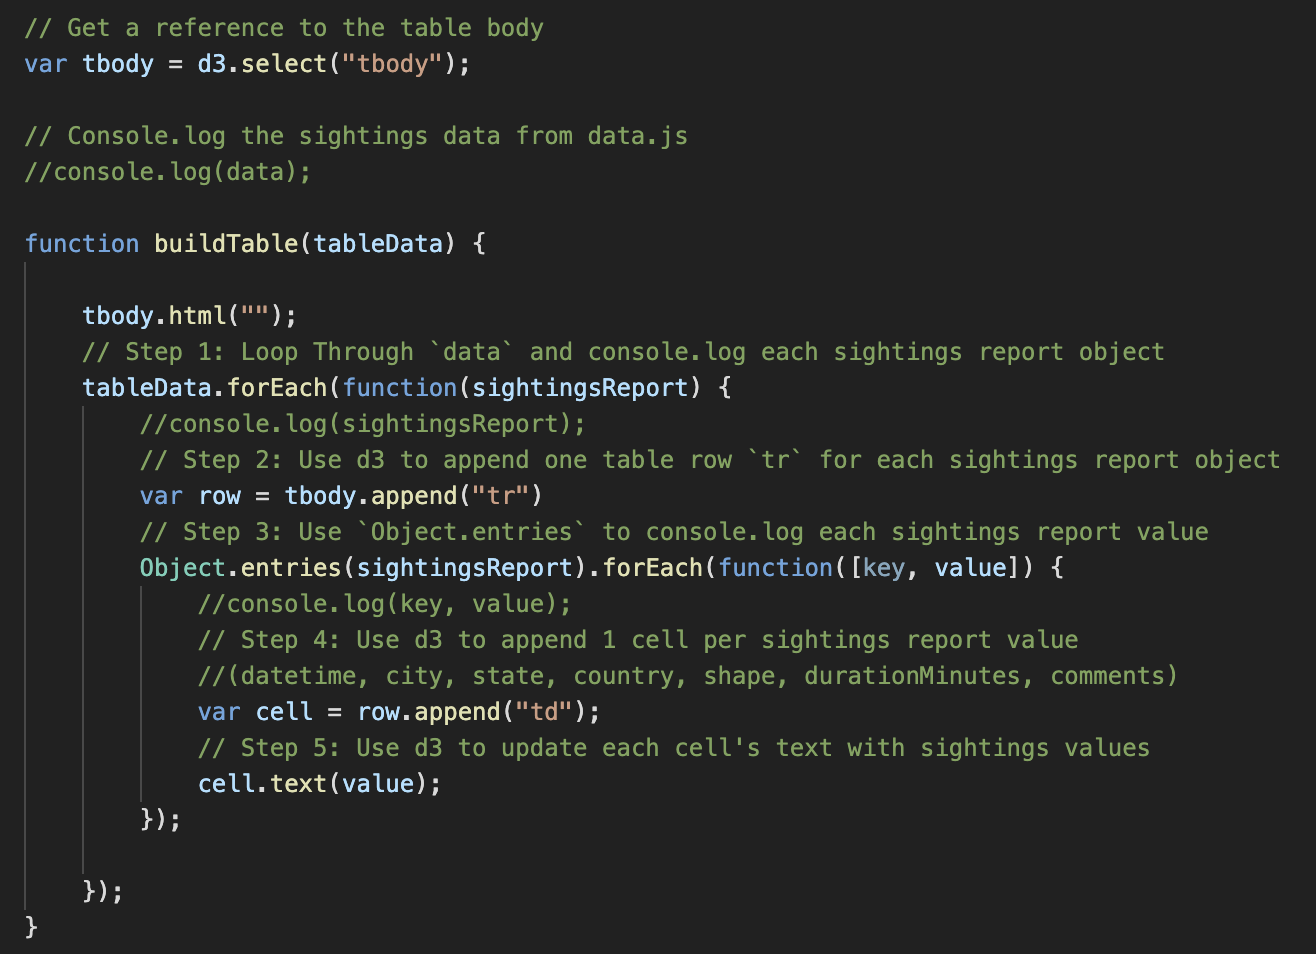 // Get a reference to the table body
var tbody = d3.select("tbody");
// Console.log the sightings data from data.js
//console.log(data);
function buildTable(tableData) {
tbody.html("");
// Step 1: Loop Through `data` and console.log each sightings report object
tableData.forEach(function(sightingsReport) {
//console.log(sightingsReport);
// Step 2: Use d3 to append one table row `tr` for each sightings report object
var row = tbody.append("tr")
// Step 3: Use `Object.entries` to console.log each sightings report value
Object.entries(sightingsReport).forEach(function([key, value]) {
//console.log(key, value);
// Step 4: Use d3 to append 1 cell per sightings report value
//(datetime, city, state, country, shape, durationMinutes, comments)
var cell = row.append("td");
// Step 5: Use d3 to update each cell's text with sightings values
cell.text(value);
});
});
}